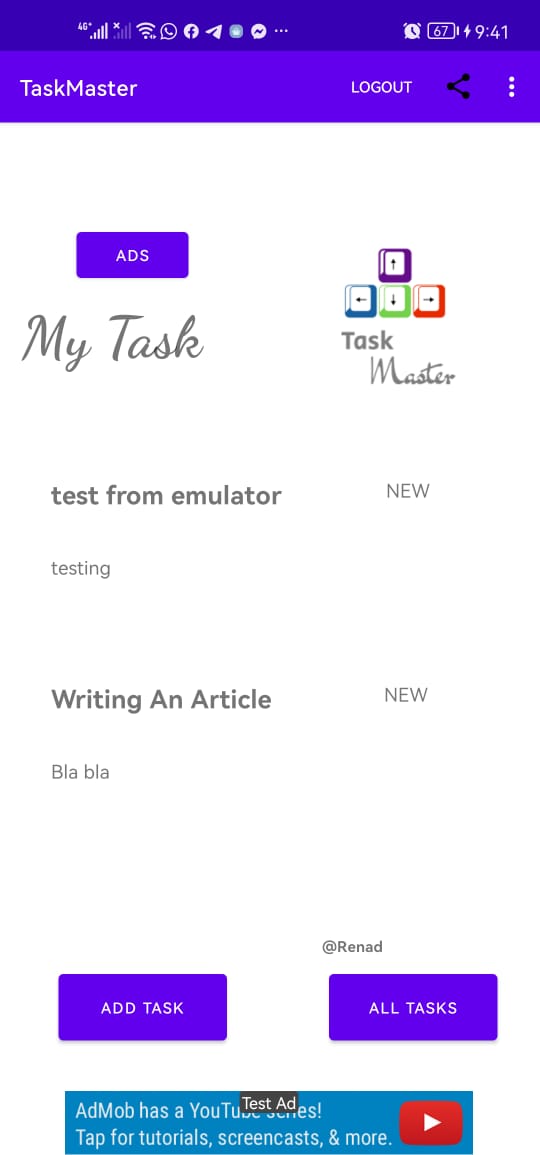 4G+ 67 9:41
TaskMaster LOGOUT
ADS
My Task
Task
Master
test from emulator NEW
testing
Writing An Article NEW
Bla bla
@Renad
ADD TASK ALL TASKS
Test Ad
AdMob has a YouTube series!
Tap for tutorials, screencasts, & more.